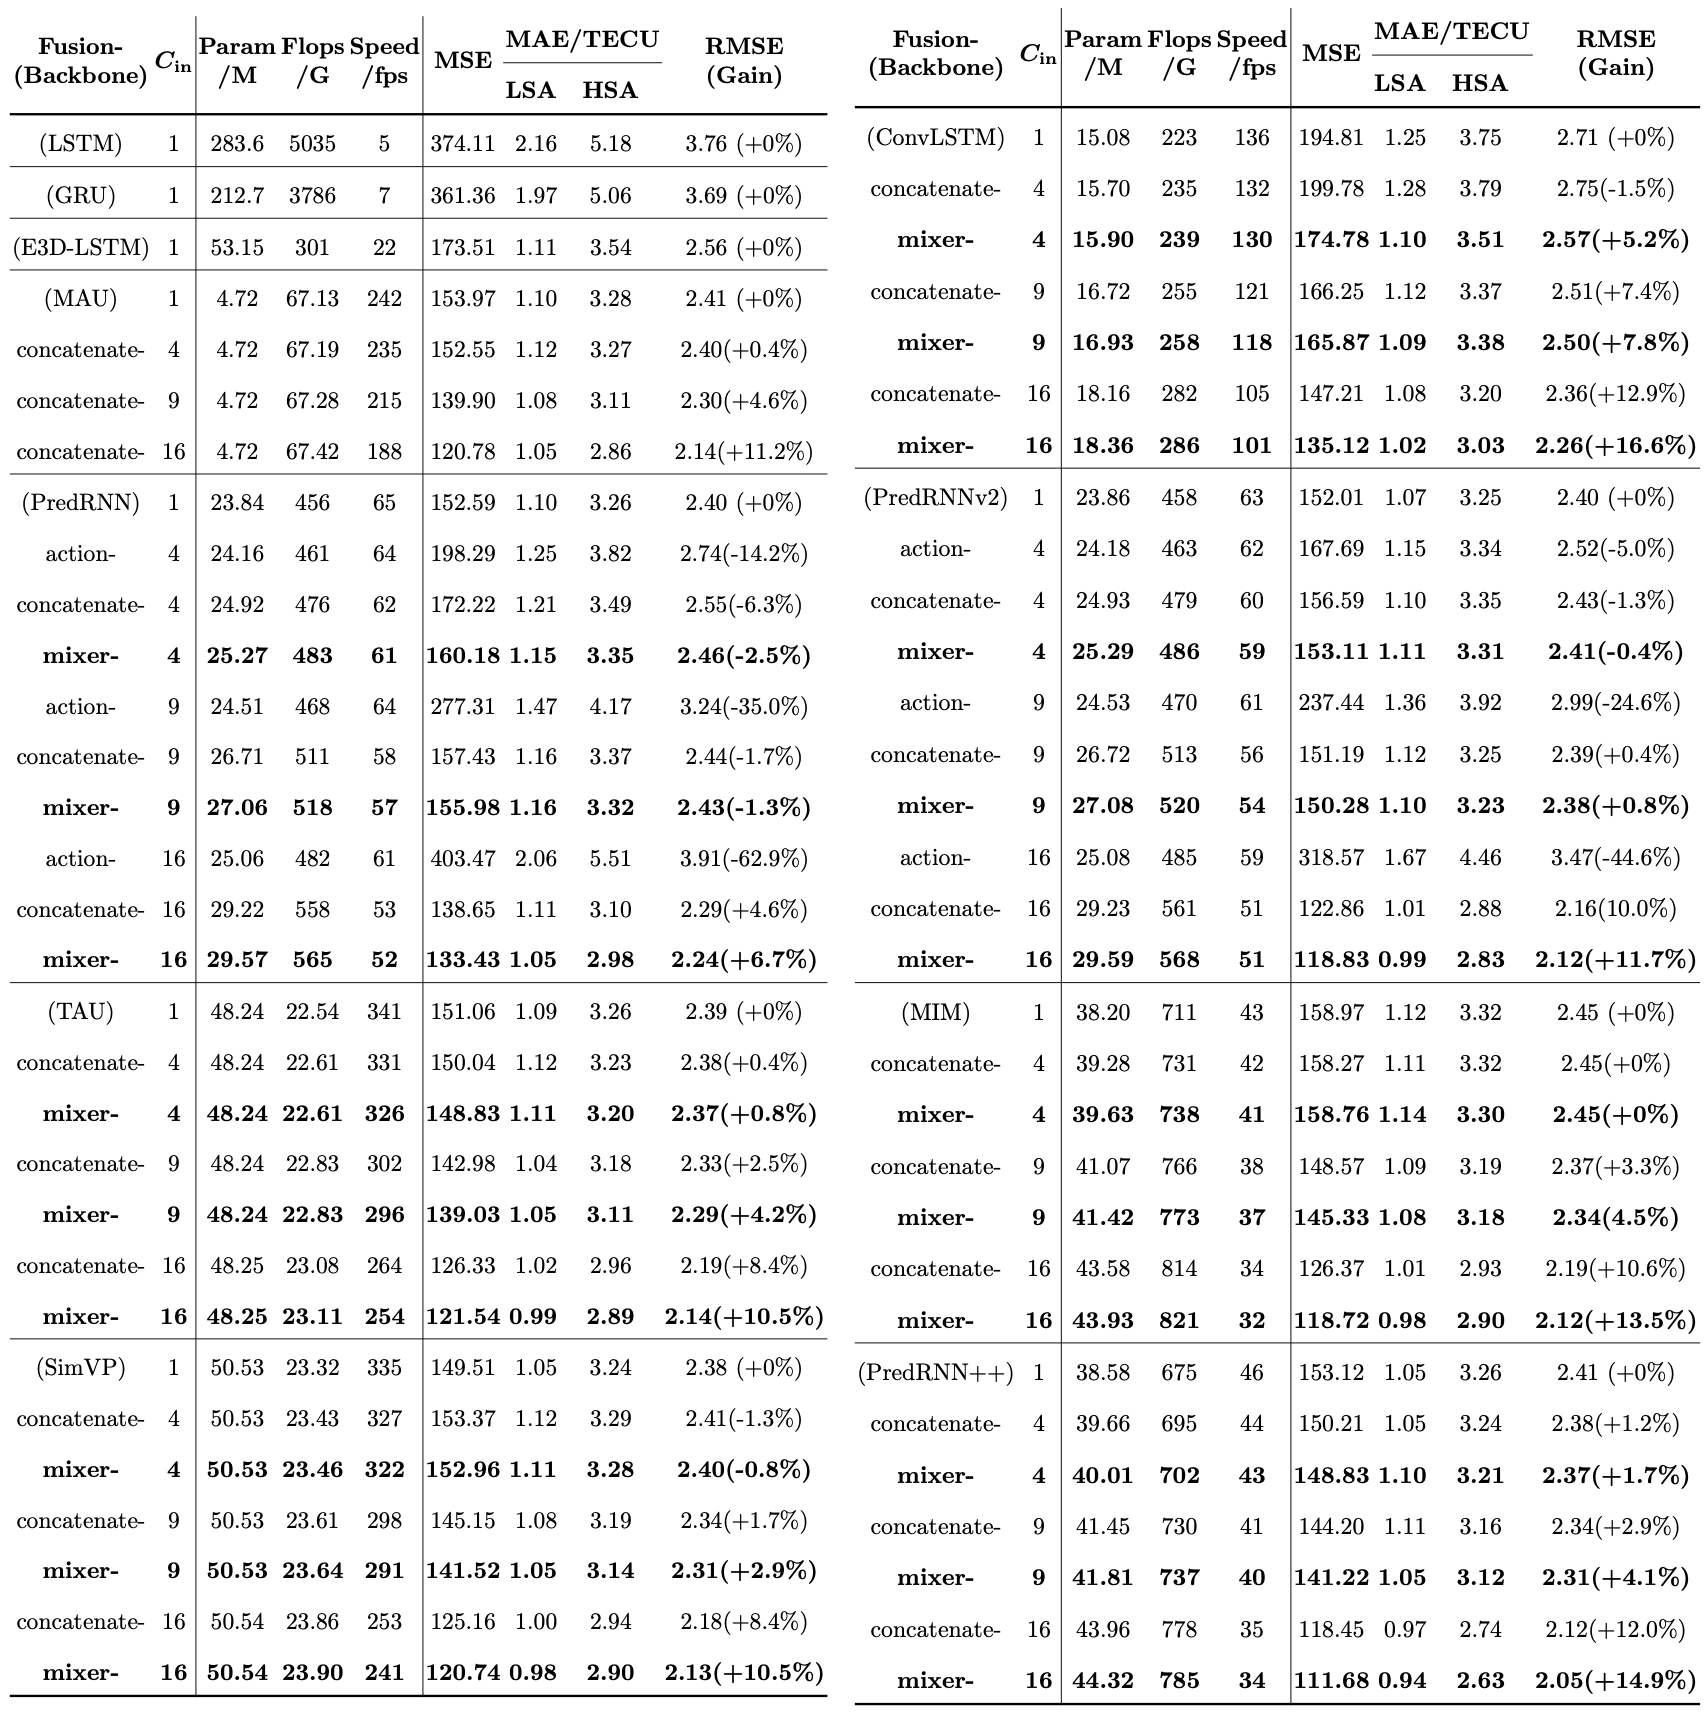 Fusion- (Backbone) C_in Param /M Flops /G Speed /fps MSE MAE/TECU LSA HSA RMSE (Gain)
(LSTM) 1 283.6 5035 5 374.11 2.16 5.18 3.76 (+0%)
(GRU) 1 212.7 3786 7 361.36 1.97 5.06 3.69 (+0%)
(E3D-LSTM) 1 53.15 301 22 173.51 1.11 3.54 2.56 (+0%)
(MAU) 1 4.72 67.13 242 153.97 1.10 3.28 2.41 (+0%)
concatenate- 4 4.72 67.19 235 152.55 1.12 3.27 2.40(+0.4%)
concatenate- 9 4.72 67.28 215 139.90 1.08 3.11 2.30(+4.6%)
concatenate- 16 4.72 67.42 188 120.78 1.05 2.86 2.14(+11.2%)
(PredRNN) 1 23.84 456 65 152.59 1.10 3.26 2.40 (+0%)
action- 4 24.16 461 64 198.29 1.25 3.82 2.74(-14.2%)
concatenate- 4 24.92 476 62 172.22 1.21 3.49 2.55(-6.3%)
mixer- 4 25.27 483 61 160.18 1.15 3.35 2.46(-2.5%)
action- 9 24.51 468 64 277.31 1.47 4.17 3.24(-35.0%)
concatenate- 9 26.71 511 58 157.43 1.16 3.37 2.44(-1.7%)
mixer- 9 27.06 518 57 155.98 1.16 3.32 2.43(-1.3%)
action- 16 25.06 482 61 403.47 2.06 5.51 3.91(-62.9%)
concatenate- 16 29.22 558 53 138.65 1.11 3.10 2.29(+4.6%)
mixer- 16 29.57 565 52 133.43 1.05 2.98 2.24(+6.7%)
(TAU) 1 48.24 22.54 341 151.06 1.09 3.26 2.39 (+0%)
concatenate- 4 48.24 22.61 331 150.04 1.12 3.23 2.38(+0.4%)
mixer- 4 48.24 22.61 326 148.83 1.11 3.20 2.37(+0.8%)
concatenate- 9 48.24 22.83 302 142.98 1.04 3.18 2.33(+2.5%)
mixer- 9 48.24 22.83 296 139.03 1.05 3.11 2.29(+4.2%)
concatenate- 16 48.25 23.08 264 126.33 1.02 2.96 2.19(+8.4%)
mixer- 16 48.25 23.11 254 121.54 0.99 2.89 2.14(+10.5%)
(SimVP) 1 50.53 23.32 335 149.51 1.05 3.24 2.38 (+0%)
concatenate- 4 50.53 23.43 327 153.37 1.12 3.29 2.41(-1.3%)
mixer- 4 50.53 23.46 322 152.96 1.11 3.28 2.40(-0.8%)
concatenate- 9 50.53 23.61 298 145.15 1.08 3.19 2.34(+1.7%)
mixer- 9 50.53 23.64 291 141.52 1.05 3.14 2.31(+2.9%)
concatenate- 16 50.54 23.86 253 125.16 1.00 2.94 2.18(+8.4%)
mixer- 16 50.54 23.90 241 120.74 0.98 2.90 2.13(+10.5%)
Fusion- (Backbone) C_in Param /M Flops /G Speed /fps MSE MAE/TECU LSA HSA RMSE (Gain)
(ConvLSTM) 1 15.08 223 136 194.81 1.25 3.75 2.71 (+0%)
concatenate- 4 15.70 235 132 199.78 1.28 3.79 2.75(-1.5%)
mixer- 4 15.90 239 130 174.78 1.10 3.51 2.57(+5.2%)
concatenate- 9 16.72 255 121 166.25 1.12 3.37 2.51(+7.4%)
mixer- 9 16.93 258 118 165.87 1.09 3.38 2.50(+7.8%)
concatenate- 16 18.16 282 105 147.21 1.08 3.20 2.36(+12.9%)
mixer- 16 18.36 286 101 135.12 1.02 3.03 2.26(+16.6%)
(PredRNNv2) 1 23.86 458 63 152.01 1.07 3.25 2.40 (+0%)
action- 4 24.18 463 62 167.69 1.15 3.34 2.52(-5.0%)
concatenate- 4 24.93 479 60 156.59 1.10 3.35 2.43(-1.3%)
mixer- 4 25.29 486 59 153.11 1.11 3.31 2.41(-0.4%)
action- 9 24.53 470 61 237.44 1.36 3.92 2.99(-24.6%)
concatenate- 9 26.72 513 56 151.19 1.12 3.25 2.39(+0.4%)
mixer- 9 27.08 520 54 150.28 1.10 3.23 2.38(+0.8%)
action- 16 25.08 485 59 318.57 1.67 4.46 3.47(-44.6%)
concatenate- 16 29.23 561 51 122.86 1.01 2.88 2.16(10.0%)
mixer- 16 29.59 568 51 118.83 0.99 2.83 2.12(+11.7%)
(MIM) 1 38.20 711 43 158.97 1.12 3.32 2.45 (+0%)
concatenate- 4 39.28 731 42 158.27 1.11 3.32 2.45(+0%)
mixer- 4 39.63 738 41 158.76 1.14 3.30 2.45(+0%)
concatenate- 9 41.07 766 38 148.57 1.09 3.19 2.37(+3.3%)
mixer- 9 41.42 773 37 145.33 1.08 3.18 2.34(4.5%)
concatenate- 16 43.58 814 34 126.37 1.01 2.93 2.19(+10.6%)
mixer- 16 43.93 821 32 118.72 0.98 2.90 2.12(+13.5%)
(PredRNN++) 1 38.58 675 46 153.12 1.05 3.26 2.41 (+0%)
concatenate- 4 39.66 695 44 150.21 1.05 3.24 2.38(+1.2%)
mixer- 4 40.01 702 43 148.83 1.10 3.21 2.37(+1.7%)
concatenate- 9 41.45 730 41 144.20 1.11 3.16 2.34(+2.9%)
mixer- 9 41.81 737 40 141.22 1.05 3.12 2.31(+4.1%)
concatenate- 16 43.96 778 35 118.45 0.97 2.74 2.12(+12.0%)
mixer- 16 44.32 785 34 111.68 0.94 2.63 2.05(+14.9%)